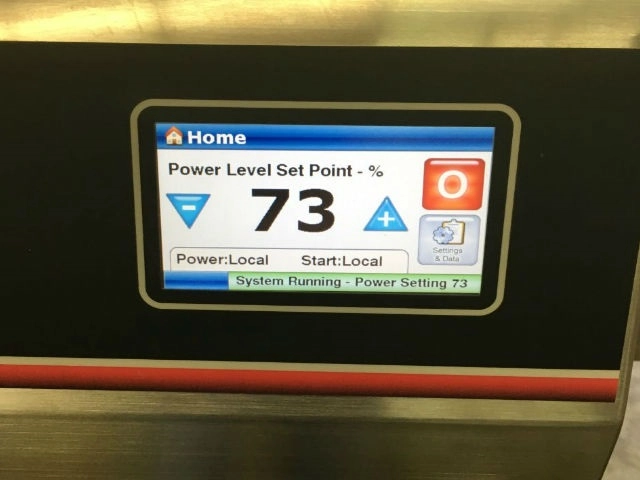 Home
Power Level Set Point - %
73
O
- +
Settings
& Data
Power:Local Start:Local
System Running - Power Setting 73